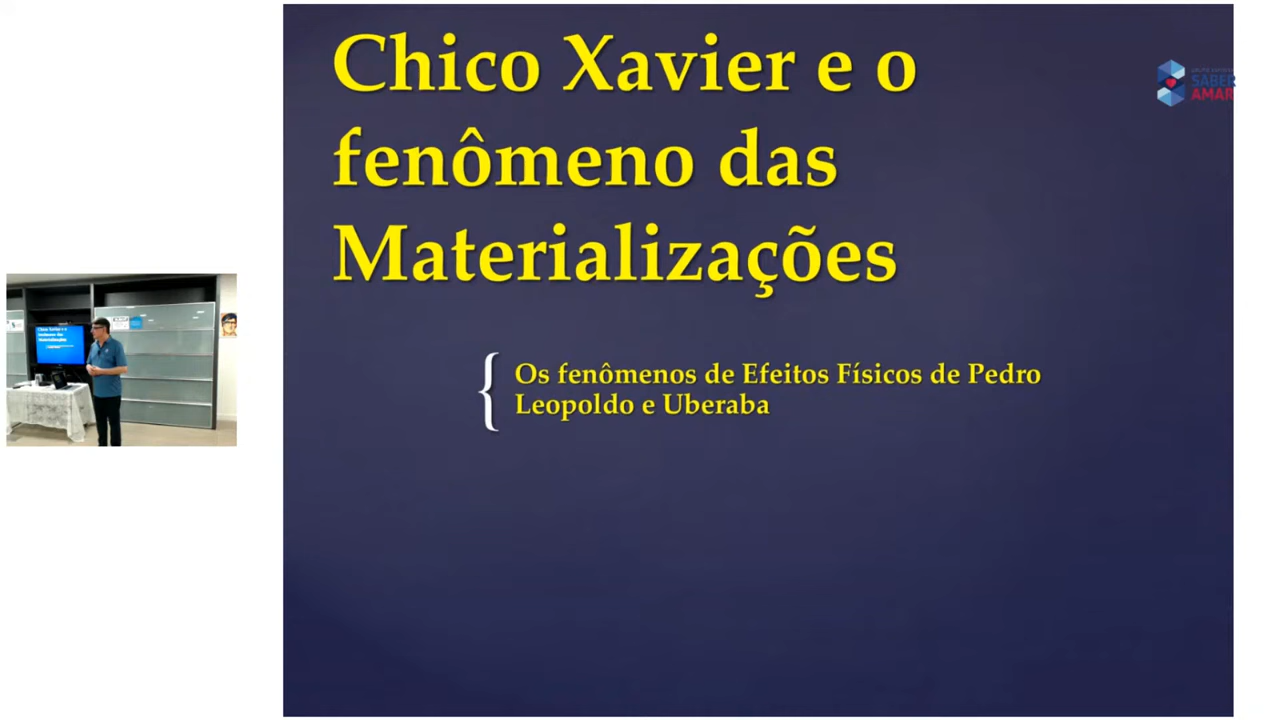 Chico Xavier e o
fenômeno das
Materializações
Os fenômenos de Efeitos Físicos de Pedro
Leopoldo e Uberaba
SABER
AMAR